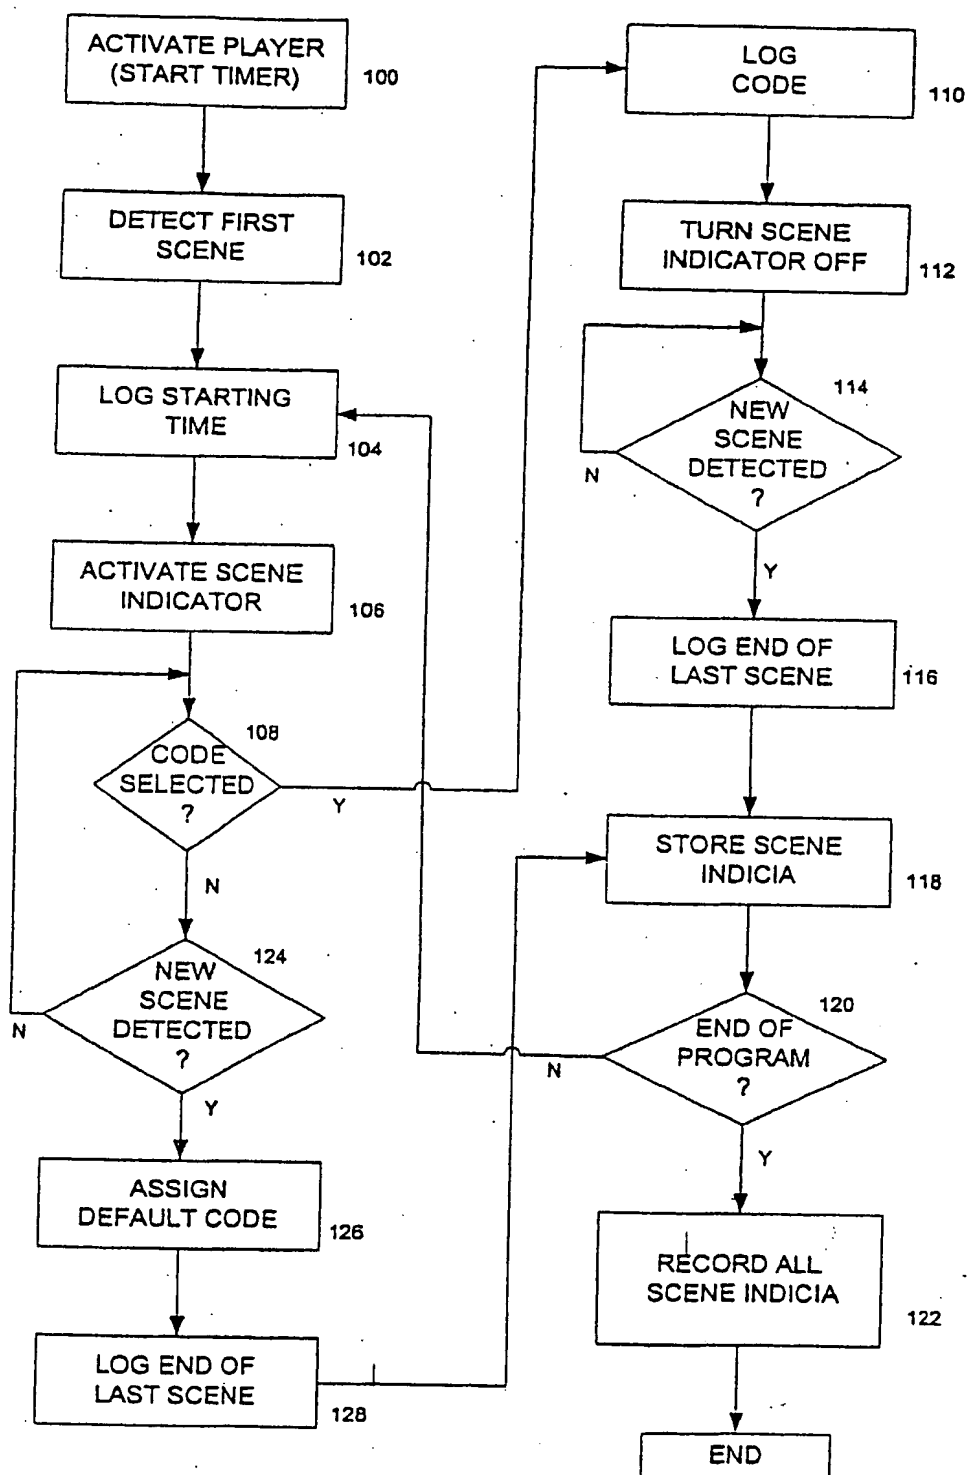 ACTIVATE PLAYER
(START TIMER)
100
DETECT FIRST
SCENE
102
LOG STARTING
TIME
104
ACTIVATE SCENE
INDICATOR
106
108
CODE
SELECTED
?
Y
N
124
NEW
SCENE
DETECTED
?
N
Y
ASSIGN
DEFAULT CODE
126
LOG END OF
LAST SCENE
128
LOG
CODE
110
TURN SCENE
INDICATOR OFF
112
114
NEW
SCENE
DETECTED
?
N
Y
LOG END OF
LAST SCENE
116
STORE SCENE
INDICIA
118
120
END OF
PROGRAM
?
N
Y
RECORD ALL
SCENE INDICIA
122
END